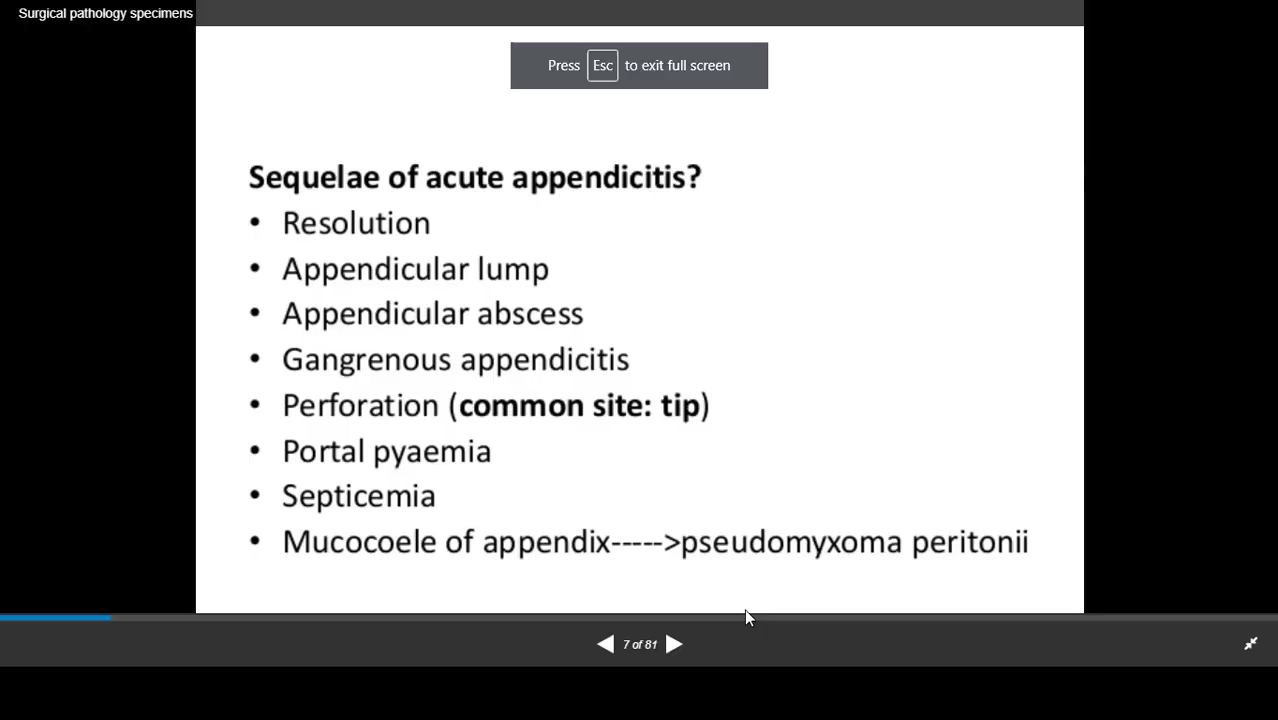 Surgical pathology specimens
Press Esc to exit full screen
Sequelae of acute appendicitis?
• Resolution
• Appendicular lump
• Appendicular abscess
• Gangrenous appendicitis
• Perforation (common site: tip)
• Portal pyaemia
• Septicemia
• Mucocoele of appendix----->pseudomyxoma peritonii
7 of 81